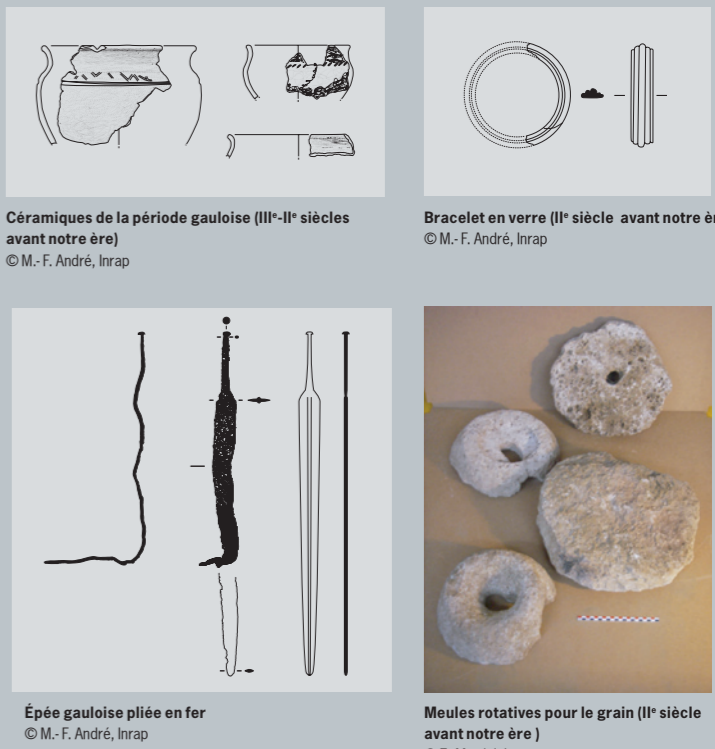 Céramiques de la période gauloise (IIIe-IIe siècles
avant notre ère)
© M.- F. André, Inrap
Bracelet en verre (IIe siècle avant notre
© M.- F. André, Inrap
Épée gauloise pliée en fer
© M.- F. André, Inrap
Meules rotatives pour le grain (IIe siècle
avant notre ère )